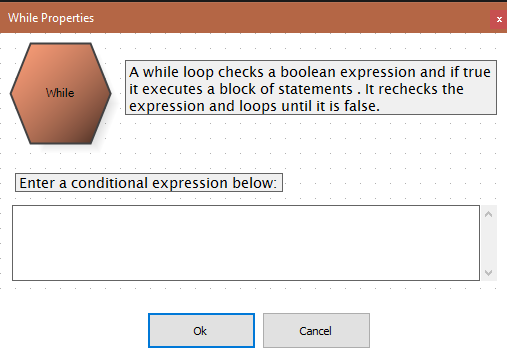 While Properties
x
While
A while loop checks a boolean expression and if true
it executes a block of statements . It rechecks the
expression and loops until it is false.
Enter a conditional expression below:
Ok
Cancel